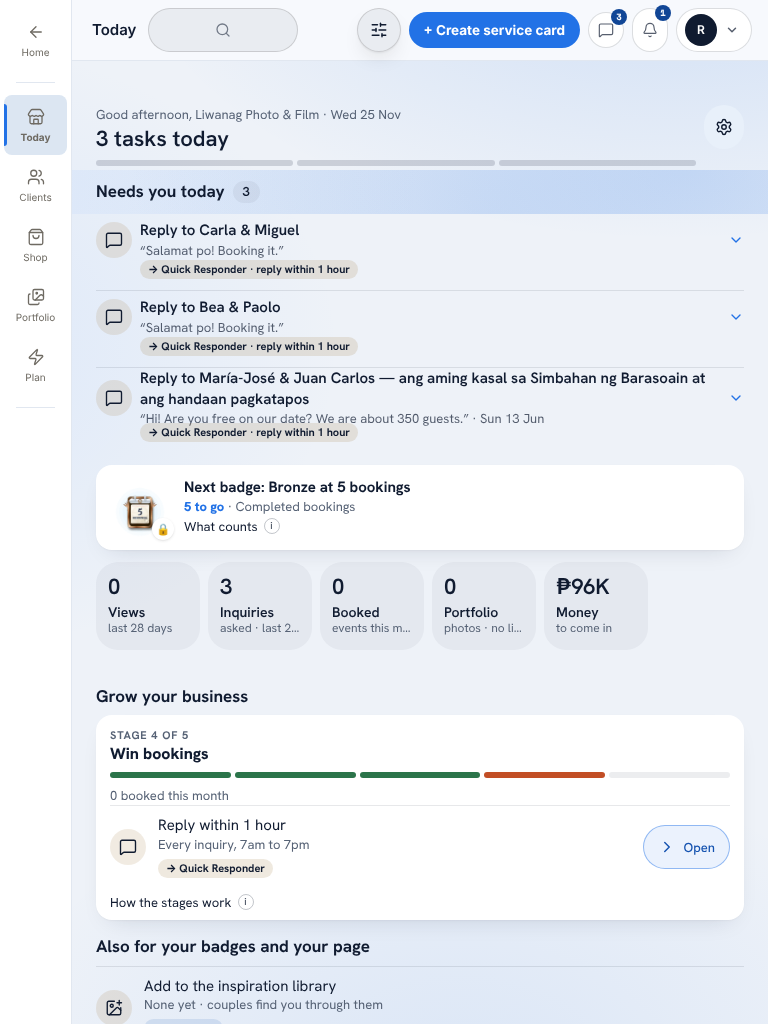 Today
+ Create service card
3
1
R
Home
Today
Clients
Shop
Portfolio
Plan
Good afternoon, Liwanag Photo & Film · Wed 25 Nov
3 tasks today
Needs you today 3
Reply to Carla & Miguel
“Salamat po! Booking it.”
→ Quick Responder · reply within 1 hour
Reply to Bea & Paolo
“Salamat po! Booking it.”
→ Quick Responder · reply within 1 hour
Reply to María-José & Juan Carlos — ang aming kasal sa Simbahan ng Barasoain at
ang handaan pagkatapos
“Hi! Are you free on our date? We are about 350 guests.” · Sun 13 Jun
→ Quick Responder · reply within 1 hour
5
Next badge: Bronze at 5 bookings
5 to go · Completed bookings
What counts i
0
Views
last 28 days
3
Inquiries
asked · last 2...
0
Booked
events this m...
0
Portfolio
photos · no li...
₱96K
Money
to come in
Grow your business
STAGE 4 OF 5
Win bookings
0 booked this month
Reply within 1 hour
Every inquiry, 7am to 7pm
→ Quick Responder
Open
How the stages work i
Also for your badges and your page
Add to the inspiration library
None yet · couples find you through them